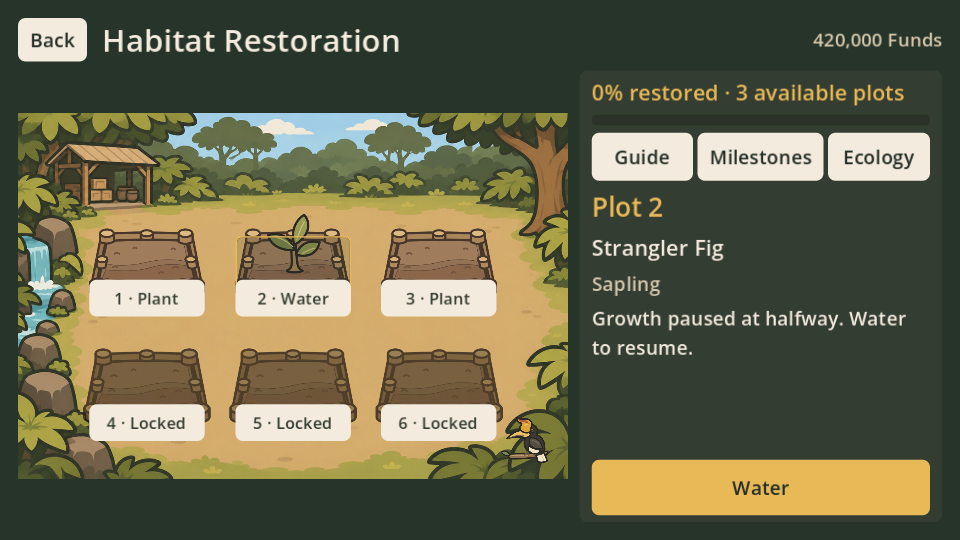 Back
Habitat Restoration
420,000 Funds
0% restored · 3 available plots
Guide
Milestones
Ecology
Plot 2
Strangler Fig
Sapling
Growth paused at halfway. Water
to resume.
1 · Plant
2 · Water
3 · Plant
4 · Locked
5 · Locked
6 · Locked
Water